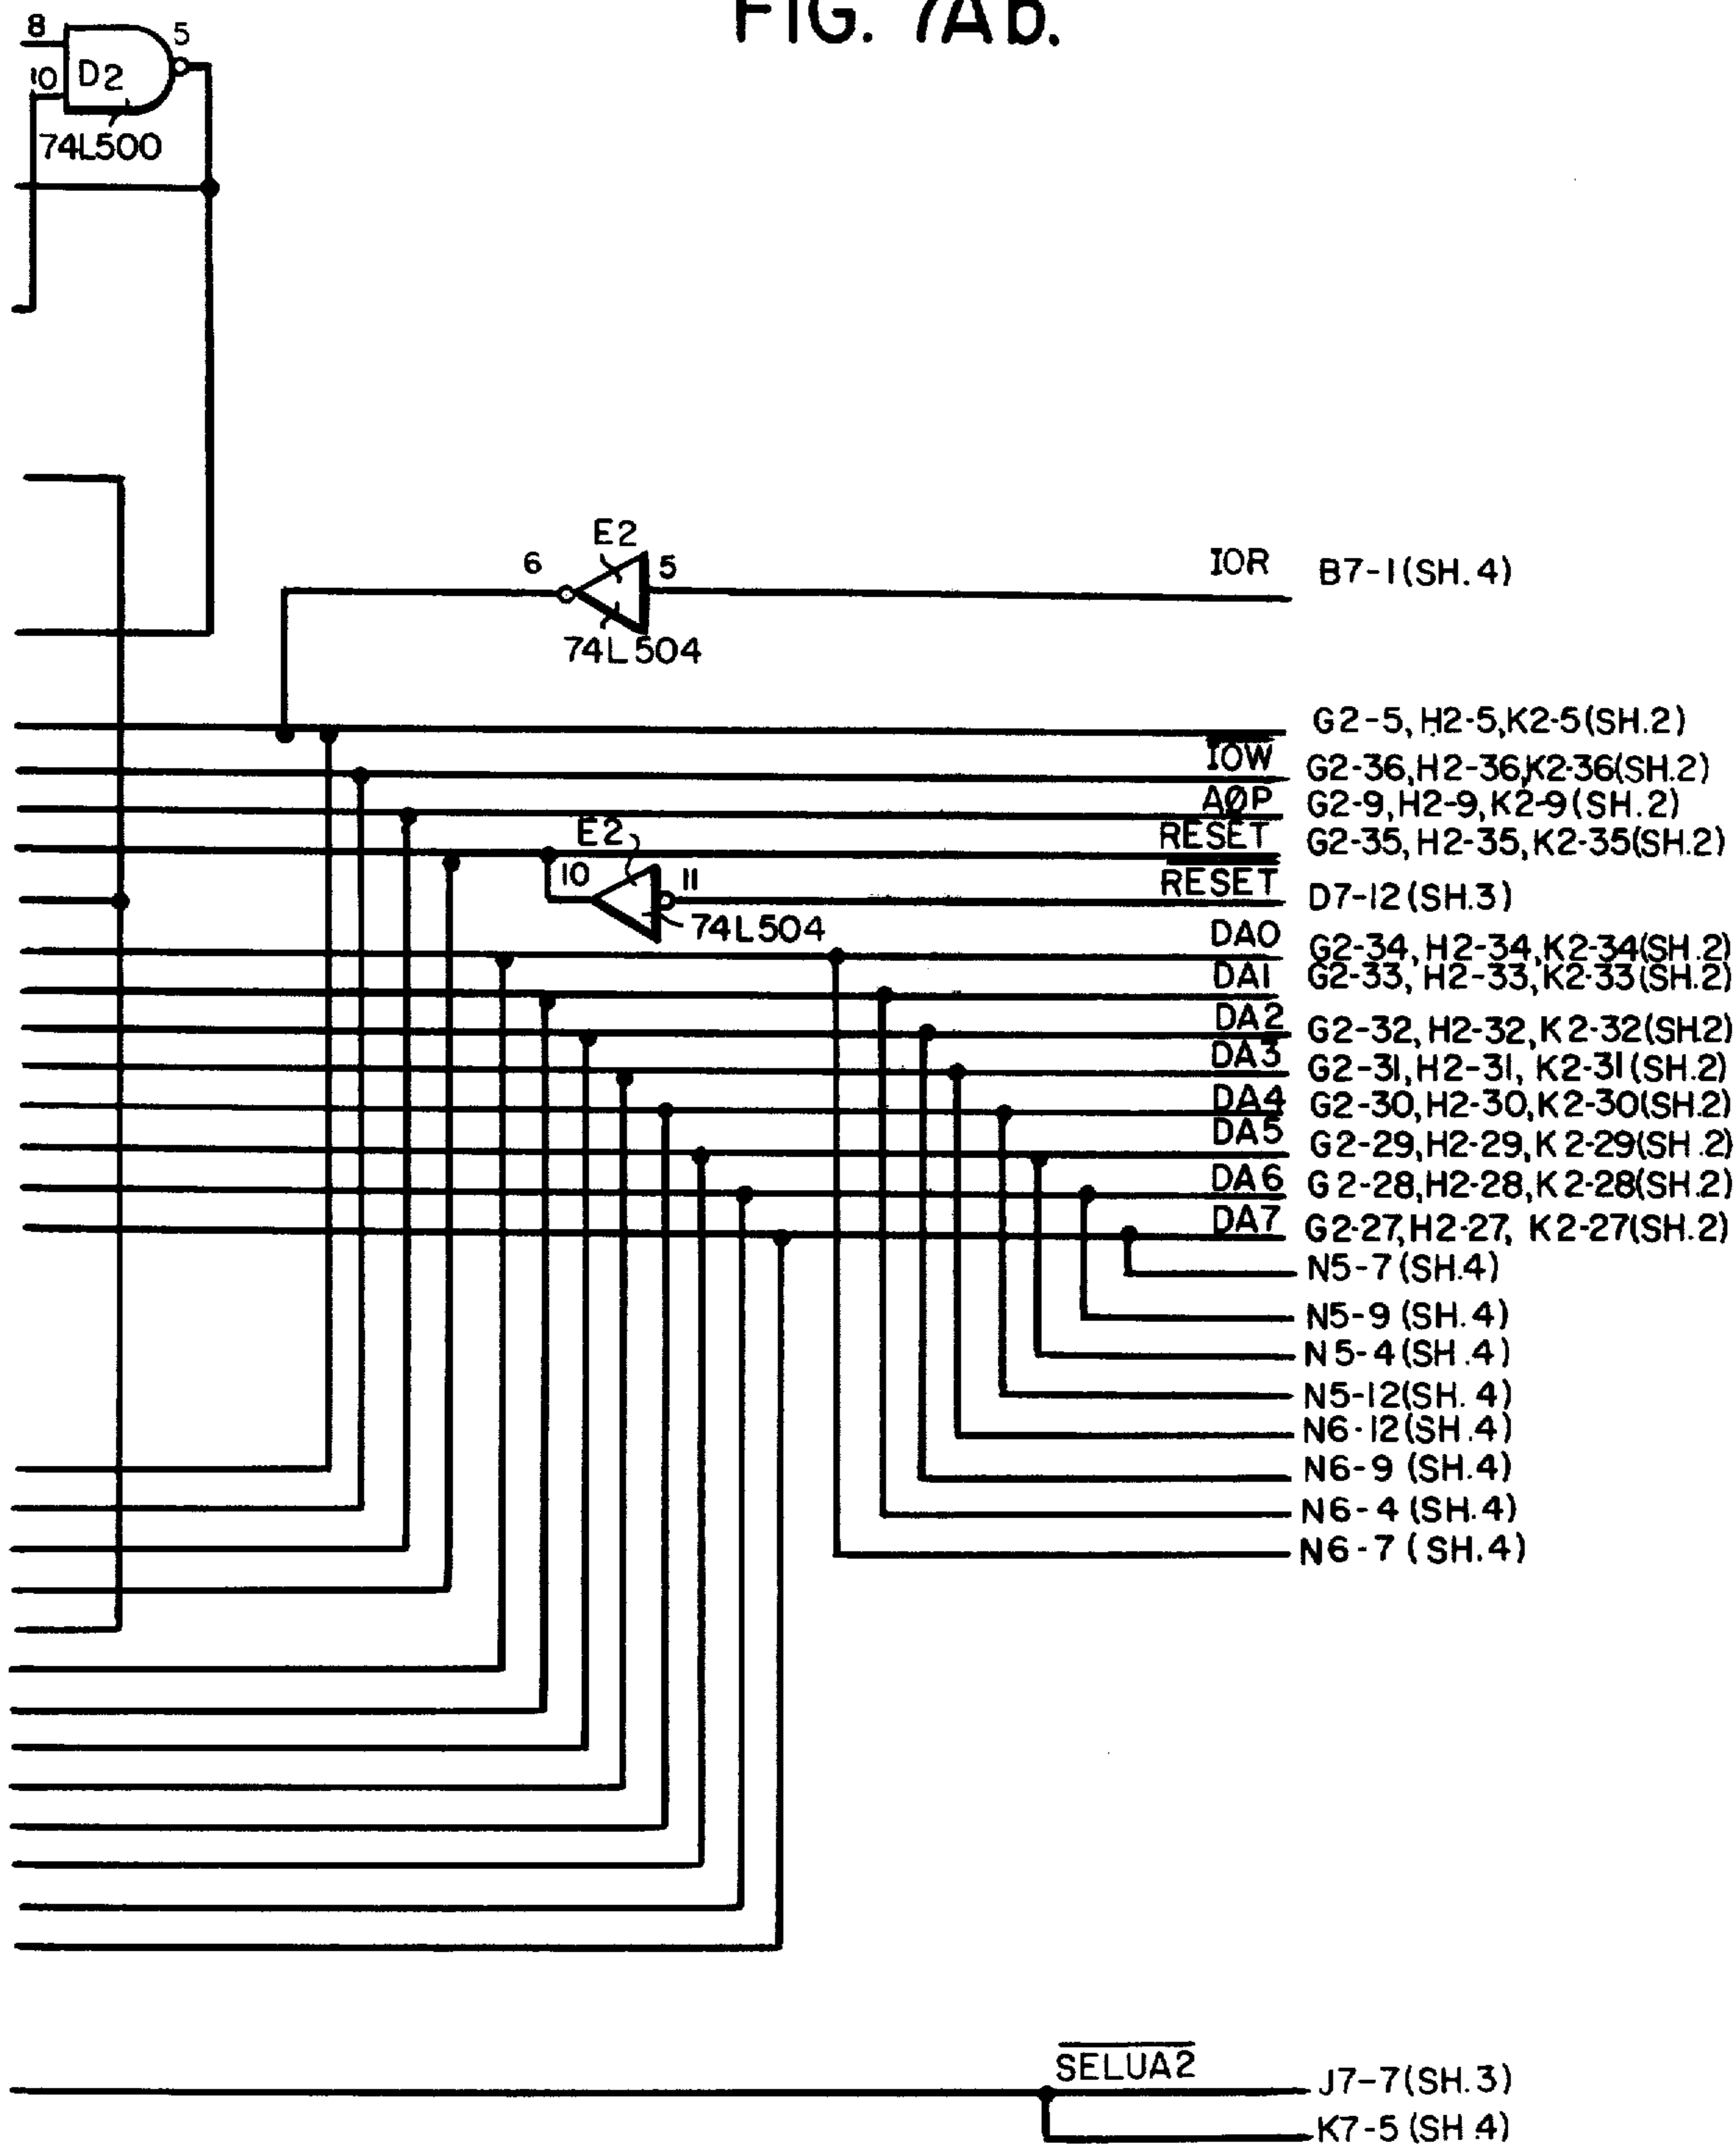 FIG. 7Ab.
8
5
10
D2
74L500
E2
6
5
IOR
B7-1(SH.4)
74L504
G2-5, H2-5,K2-5(SH.2)
IOW
G2-36,H2-36,K2-36(SH.2)
AØP
G2-9,H2-9,K2-9(SH.2)
E2
RESET
G2-35,H2-35,K2-35(SH.2)
10
11
RESET
D7-12(SH.3)
74L504
DA0
G2-34,H2-34,K2-34(SH.2)
DA1
G2-33,H2-33,K2-33(SH.2)
DA2
G2-32,H2-32,K2-32(SH.2)
DA3
G2-31,H2-31, K2-31(SH.2)
DA4
G2-30,H2-30,K2-30(SH.2)
DA5
G2-29,H2-29,K2-29(SH.2)
DA6
G2-28,H2-28,K2-28(SH.2)
DA7
G2-27,H2-27, K2-27(SH.2)
N5-7(SH.4)
N5-9(SH.4)
N5-4(SH.4)
N5-12(SH.4)
N6-12(SH.4)
N6-9 (SH.4)
N6-4 (SH.4)
N6-7 (SH.4)
SELUA2
J7-7(SH.3)
K7-5(SH 4)